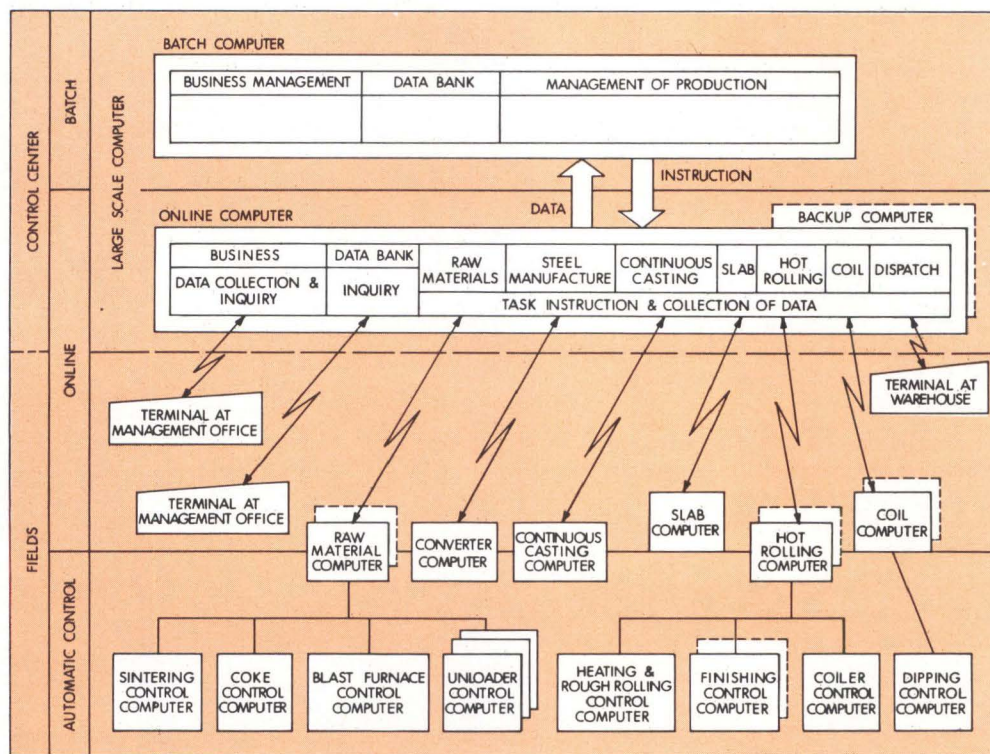 CONTROL CENTER
FIELDS
BATCH
ONLINE
AUTOMATIC CONTROL
LARGE SCALE COMPUTER
BATCH COMPUTER
BUSINESS MANAGEMENT
DATA BANK
MANAGEMENT OF PRODUCTION
DATA
INSTRUCTION
ONLINE COMPUTER
BACKUP COMPUTER
BUSINESS
DATA COLLECTION &
INQUIRY
DATA BANK
INQUIRY
RAW
MATERIALS
STEEL
MANUFACTURE
CONTINUOUS
CASTING
SLAB
HOT
ROLLING
COIL
DISPATCH
TASK INSTRUCTION & COLLECTION OF DATA
TERMINAL AT
MANAGEMENT OFFICE
TERMINAL AT
WAREHOUSE
TERMINAL AT
MANAGEMENT OFFICE
RAW
MATERIAL
COMPUTER
CONVERTER
COMPUTER
CONTINUOUS
CASTING
COMPUTER
SLAB
COMPUTER
HOT
ROLLING
COMPUTER
COIL
COMPUTER
SINTERING
CONTROL
COMPUTER
COKE
CONTROL
COMPUTER
BLAST FURNACE
CONTROL
COMPUTER
UNLOADER
CONTROL
COMPUTER
HEATING &
ROUGH ROLLING
CONTROL
COMPUTER
FINISHING
CONTROL
COMPUTER
COILER
CONTROL
COMPUTER
DIPPING
CONTROL
COMPUTER